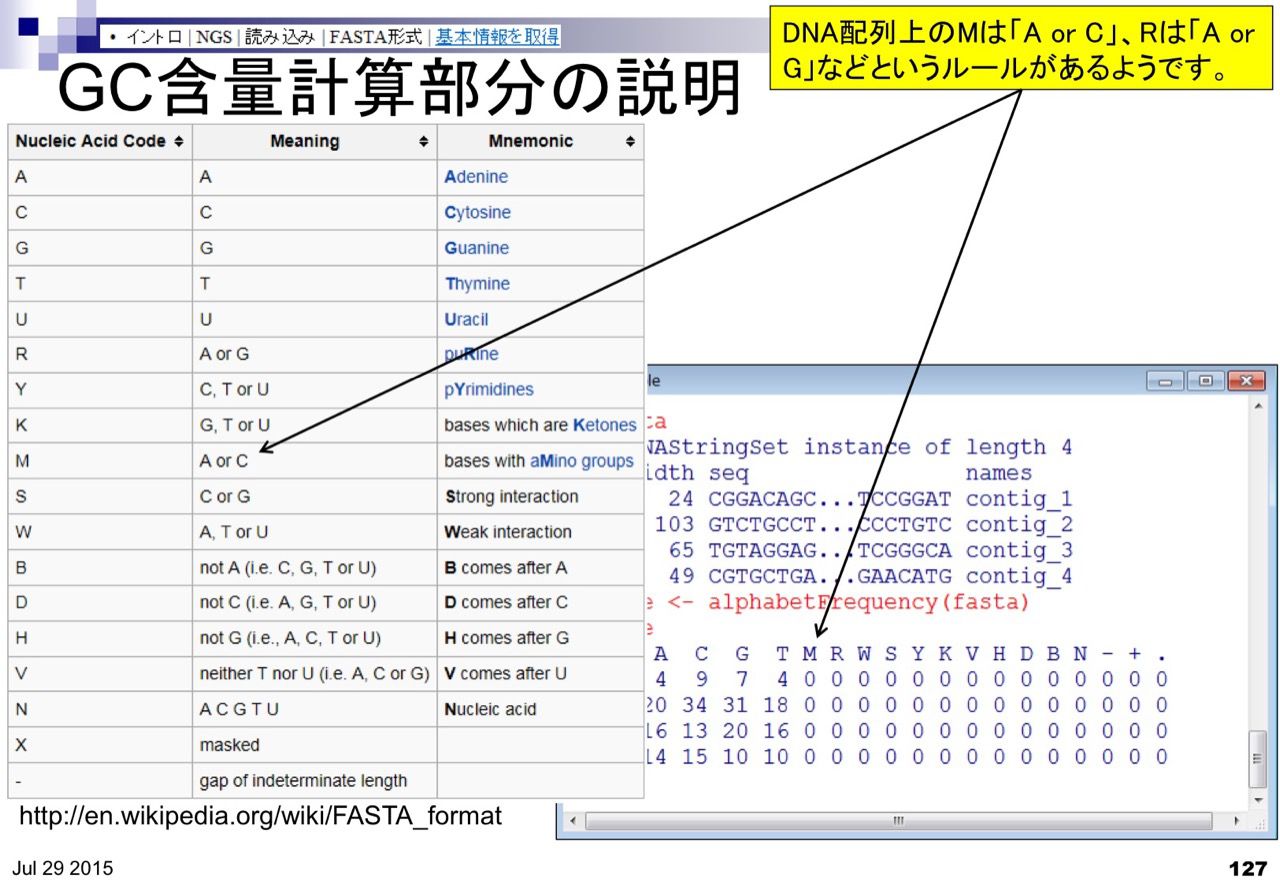 • イントロ | NGS | 読み込み | FASTA形式 | 基本情報を取得
DNA配列上のMは「A or C」、Rは「A or
G」などというルールがあるようです。
GC含量計算部分の説明
Nucleic Acid Code Meaning Mnemonic
A A Adenine
C C Cytosine
G G Guanine
T T Thymine
U U Uracil
R A or G puRine
Y C, T or U pYrimidines
K G, T or U bases which are Ketones
M A or C bases with aMino groups
S C or G Strong interaction
W A, T or U Weak interaction
B not A (i.e. C, G, T or U) B comes after A
D not C (i.e. A, G, T or U) D comes after C
H not G (i.e., A, C, T or U) H comes after G
V neither T nor U (i.e. A, C or G) V comes after U
N A C G T U Nucleic acid
X masked
- gap of indeterminate length
http://en.wikipedia.org/wiki/FASTA_format
le
ta
NAStringSet instance of length 4
idth seq names
24 CGGACAGC...TCCGGAT contig_1
103 GTCTGCCT...CCCTGTC contig_2
65 TGTAGGAG...TCGGGCA contig_3
49 CGTGCTGA...GAACATG contig_4
e <- alphabetFrequency(fasta)
e
A C G T M R W S Y K V H D B N - + .
4 9 7 4 0 0 0 0 0 0 0 0 0 0 0 0 0 0
20 34 31 18 0 0 0 0 0 0 0 0 0 0 0 0 0 0
16 13 20 16 0 0 0 0 0 0 0 0 0 0 0 0 0 0
14 15 10 10 0 0 0 0 0 0 0 0 0 0 0 0 0 0
Jul 29 2015
127